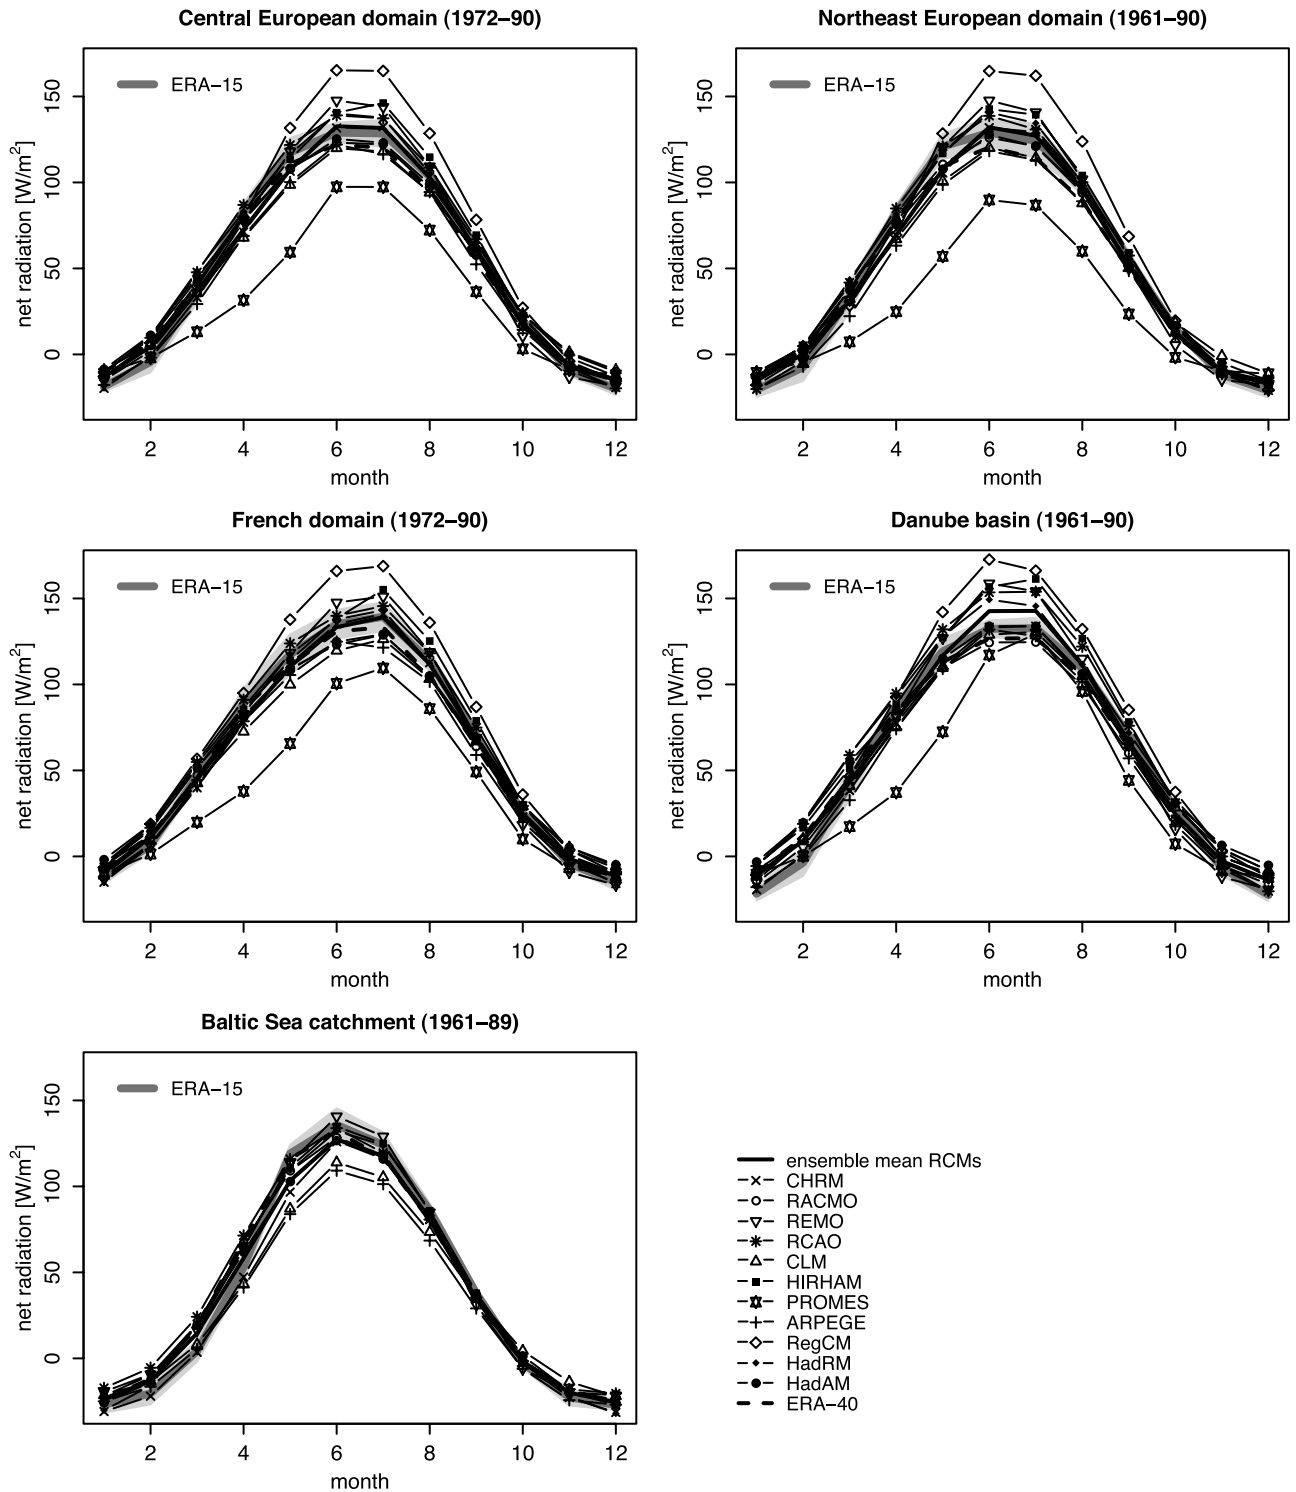 Central European domain (1972–90)
ERA−15
net radiation [W/m²]
0 50 100 150
2 4 6 8 10 12
month
Northeast European domain (1961–90)
ERA−15
net radiation [W/m²]
0 50 100 150
2 4 6 8 10 12
month
French domain (1972–90)
ERA−15
net radiation [W/m²]
0 50 100 150
2 4 6 8 10 12
month
Danube basin (1961–90)
ERA−15
net radiation [W/m²]
0 50 100 150
2 4 6 8 10 12
month
Baltic Sea catchment (1961–89)
ERA−15
net radiation [W/m²]
0 50 100 150
2 4 6 8 10 12
month
ensemble mean RCMs
CHRM
RACMO
REMO
RCAO
CLM
HIRHAM
PROMES
ARPEGE
RegCM
HadRM
HadAM
ERA−40